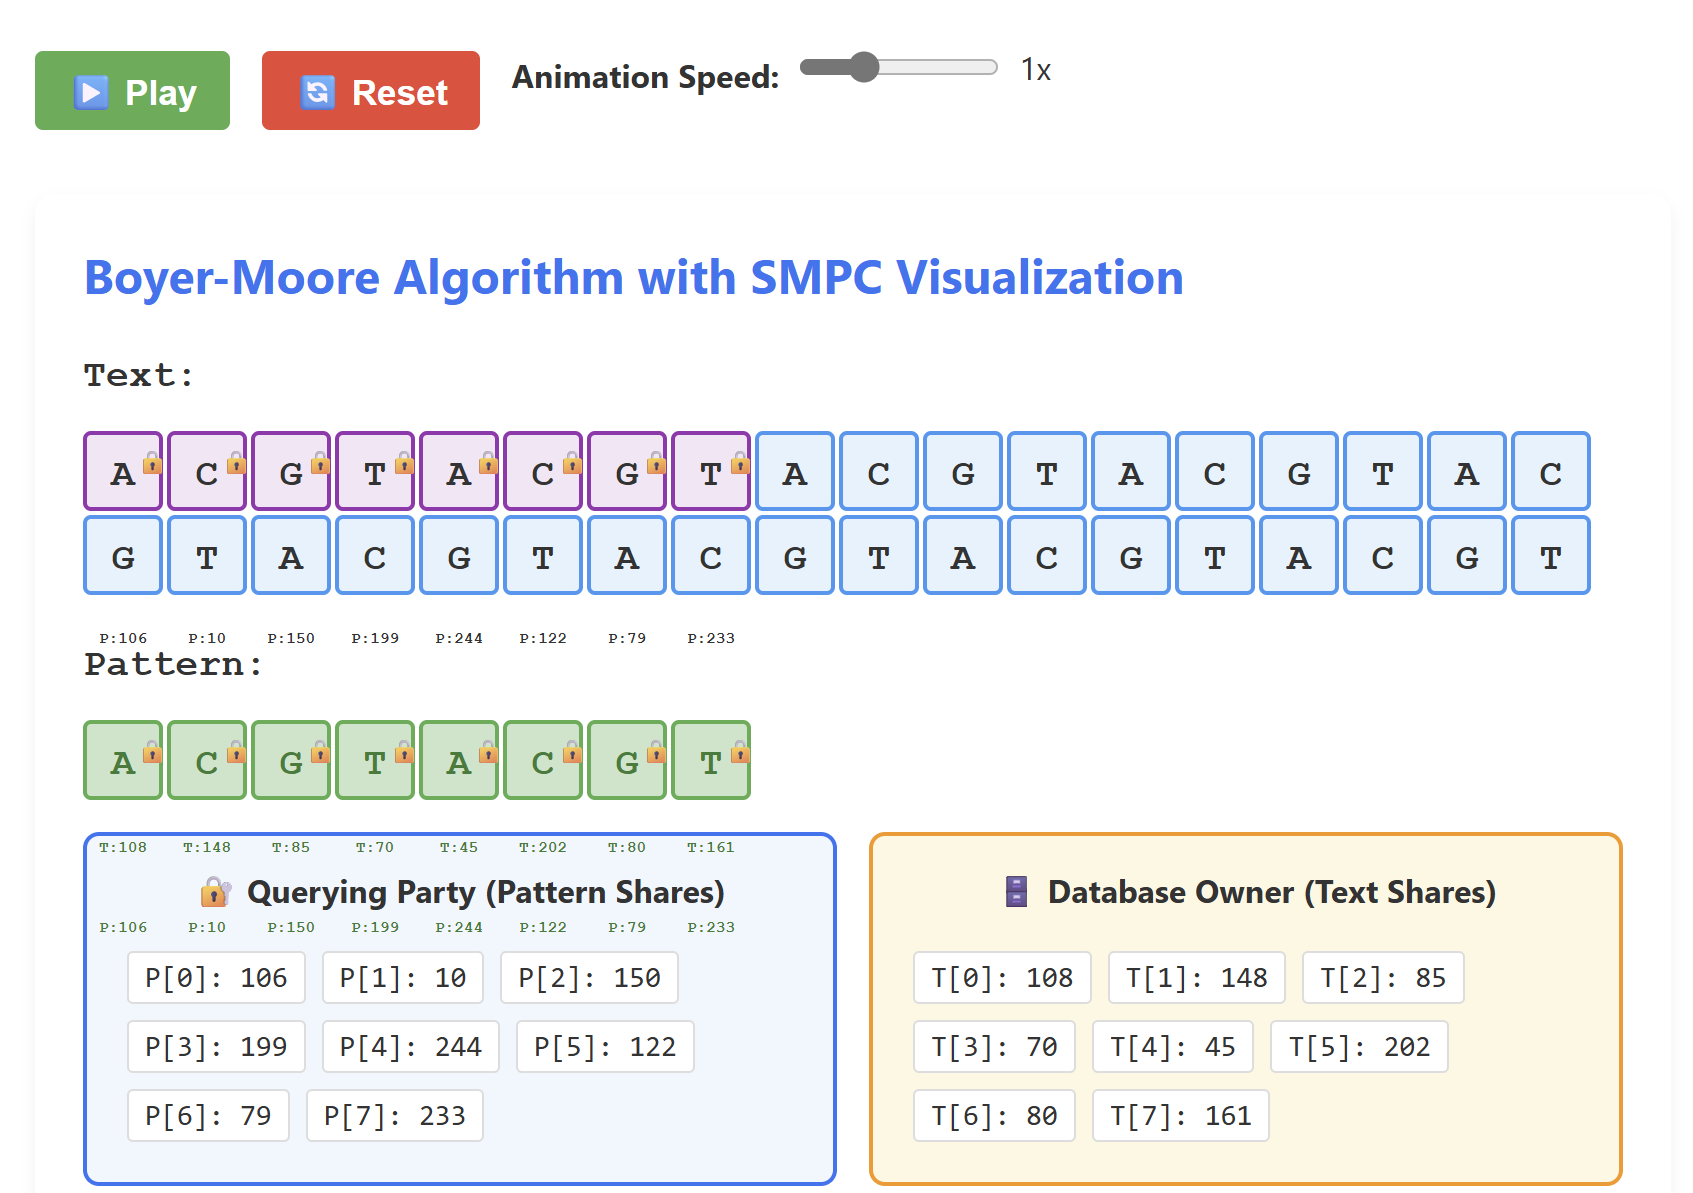 Play Reset Animation Speed: 1x
Boyer-Moore Algorithm with SMPC Visualization
Text:
A C G T A C G T A C G T A C G T A C
G T A C G T A C G T A C G T A C G T
P:106 P:10 P:150 P:199 P:244 P:122 P:79 P:233
Pattern:
A C G T A C G T
T:108 T:148 T:85 T:70 T:45 T:202 T:80 T:161
Querying Party (Pattern Shares)
P:106 P:10 P:150 P:199 P:244 P:122 P:79 P:233
P[0]: 106 P[1]: 10 P[2]: 150
P[3]: 199 P[4]: 244 P[5]: 122
P[6]: 79 P[7]: 233
Database Owner (Text Shares)
T[0]: 108 T[1]: 148 T[2]: 85
T[3]: 70 T[4]: 45 T[5]: 202
T[6]: 80 T[7]: 161